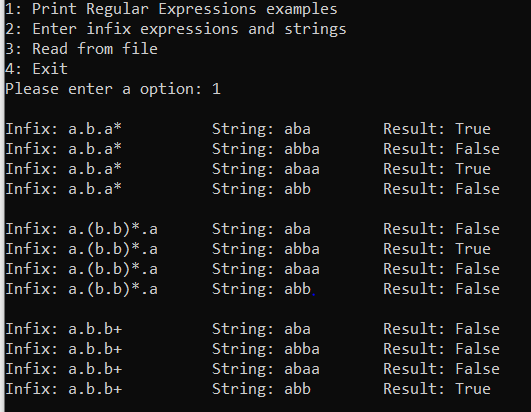 1: Print Regular Expressions examples
2: Enter infix expressions and strings
3: Read from file
4: Exit
Please enter a option: 1
Infix: a.b.a* String: aba Result: True
Infix: a.b.a* String: abba Result: False
Infix: a.b.a* String: abaa Result: True
Infix: a.b.a* String: abb Result: False
Infix: a.(b.b)*.a String: aba Result: False
Infix: a.(b.b)*.a String: abba Result: True
Infix: a.(b.b)*.a String: abaa Result: False
Infix: a.(b.b)*.a String: abb Result: False
Infix: a.b.b+ String: aba Result: False
Infix: a.b.b+ String: abba Result: False
Infix: a.b.b+ String: abaa Result: False
Infix: a.b.b+ String: abb Result: True